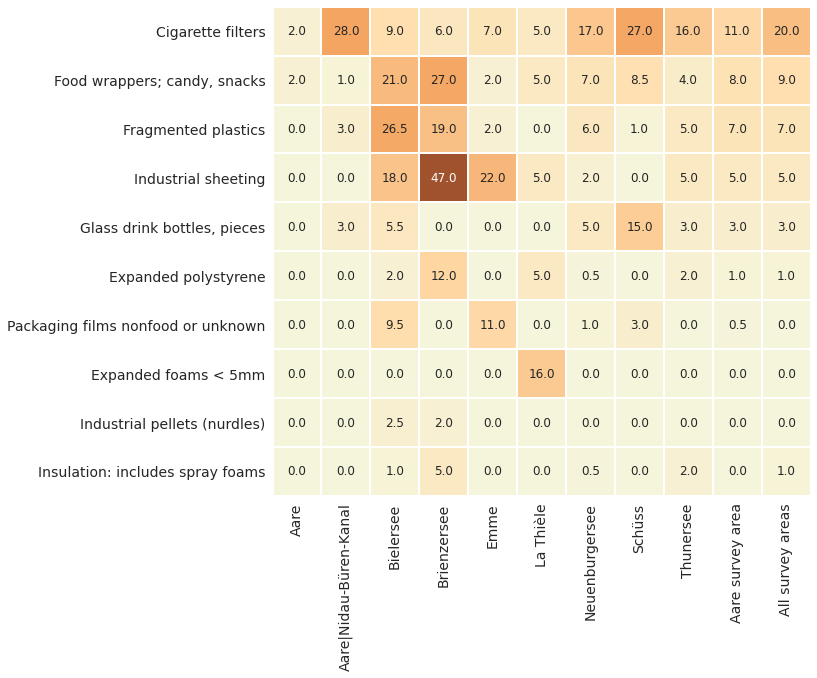 Cigarette filters 2.0 28.0 9.0 6.0 7.0 5.0 17.0 27.0 16.0 11.0 20.0
Food wrappers; candy, snacks 2.0 1.0 21.0 27.0 2.0 5.0 7.0 8.5 4.0 8.0 9.0
Fragmented plastics 0.0 3.0 26.5 19.0 2.0 0.0 6.0 1.0 5.0 7.0 7.0
Industrial sheeting 0.0 0.0 18.0 47.0 22.0 5.0 2.0 0.0 5.0 5.0 5.0
Glass drink bottles, pieces 0.0 3.0 5.5 0.0 0.0 0.0 5.0 15.0 3.0 3.0 3.0
Expanded polystyrene 0.0 0.0 2.0 12.0 0.0 5.0 0.5 0.0 2.0 1.0 1.0
Packaging films nonfood or unknown 0.0 0.0 9.5 0.0 11.0 0.0 1.0 3.0 0.0 0.5 0.0
Expanded foams < 5mm 0.0 0.0 0.0 0.0 0.0 16.0 0.0 0.0 0.0 0.0 0.0
Industrial pellets (nurdles) 0.0 0.0 2.5 2.0 0.0 0.0 0.0 0.0 0.0 0.0 0.0
Insulation: includes spray foams 0.0 0.0 1.0 5.0 0.0 0.0 0.5 0.0 2.0 0.0 1.0
Aare
Aare|Nidau-Büren-Kanal
Bielersee
Brienzersee
Emme
La Thièle
Neuenburgersee
Schüss
Thunersee
Aare survey area
All survey areas